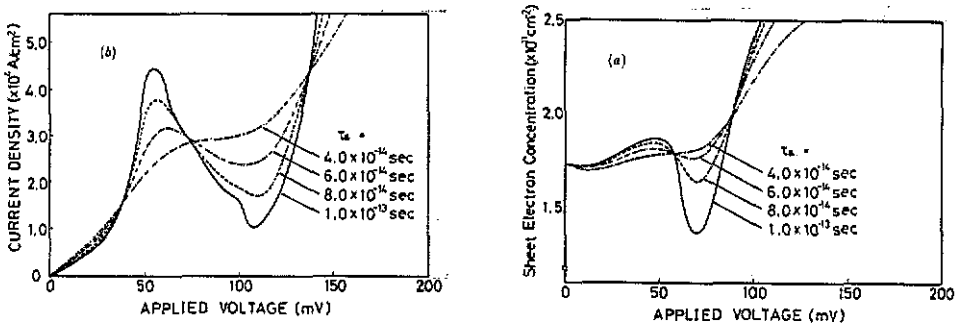 (b)
CURRENT DENSITY (×10⁴ A/cm²)
5.0
4.0
3.0
2.0
1.0
0
τs =
4.0×10⁻¹⁴ sec
6.0×10⁻¹⁴ sec
8.0×10⁻¹⁴ sec
1.0×10⁻¹³ sec
0 50 100 150 200
APPLIED VOLTAGE (mV)
(a)
Sheet Electron Concentration (×10¹¹ cm²)
2.5
2.0
1.5
τs =
4.0×10⁻¹⁴ sec
6.0×10⁻¹⁴ sec
8.0×10⁻¹⁴ sec
1.0×10⁻¹³ sec
0 50 100 150 200
APPLIED VOLTAGE (mV)